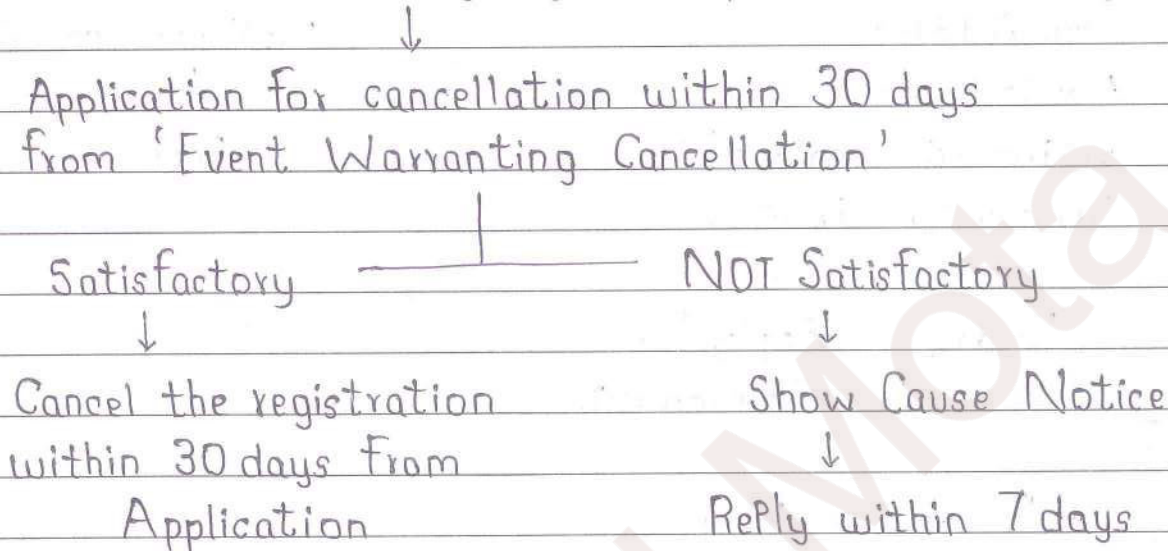 ↓
Application for cancellation within 30 days
from 'Event Warranting Cancellation'
Satisfactory NOT Satisfactory
↓ ↓
Cancel the registration Show Cause Notice
within 30 days from ↓
Application Reply within 7 days
Mota